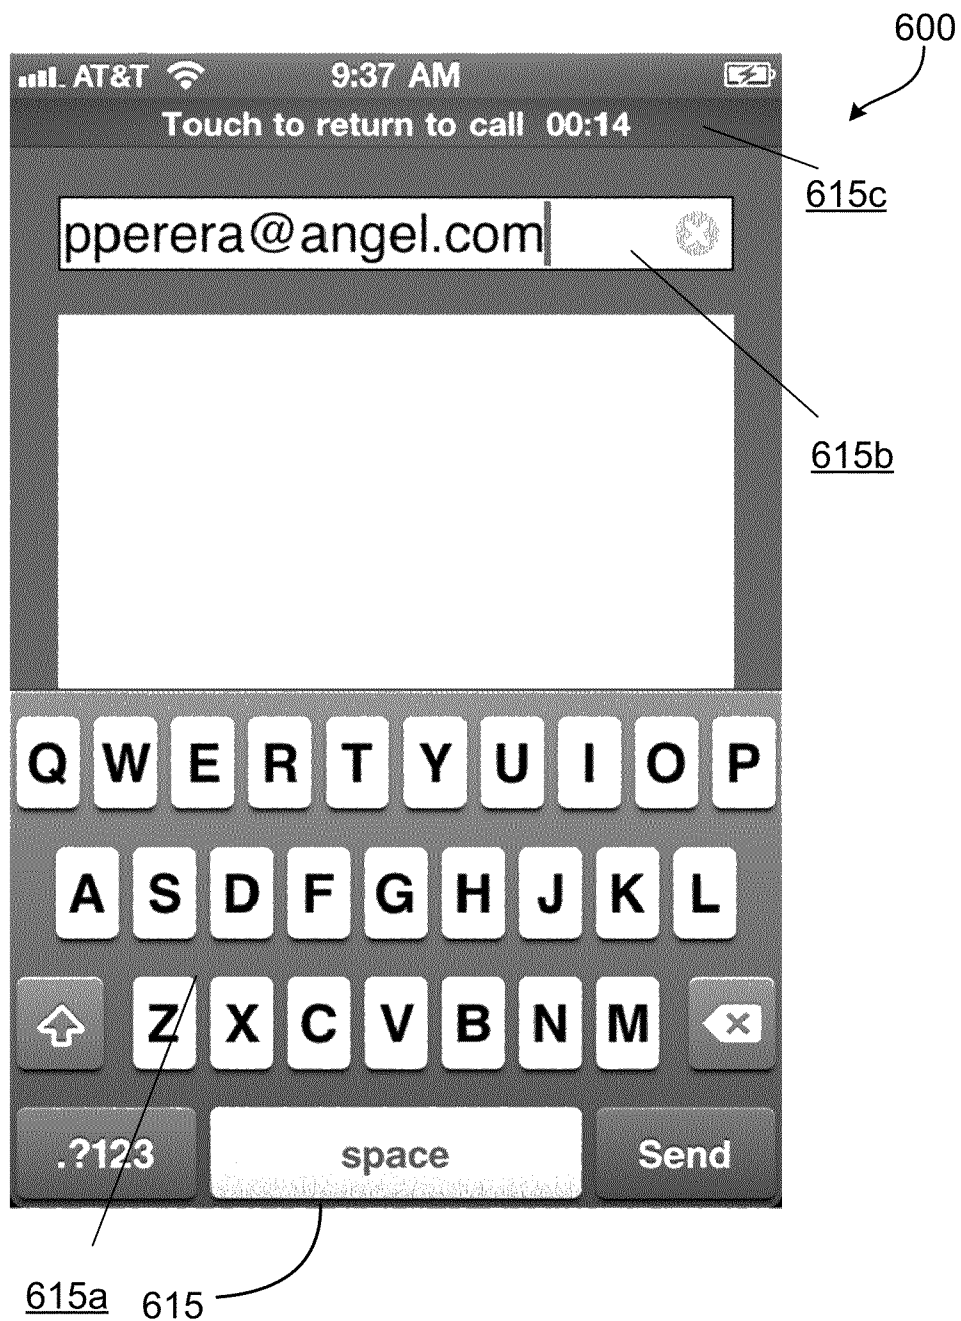 600
AT&T 9:37 AM
Touch to return to call 00:14
615c
pperera@angel.com
615b
Q W E R T Y U I O P
A S D F G H J K L
Z X C V B N M
.?123 space Send
615a 615